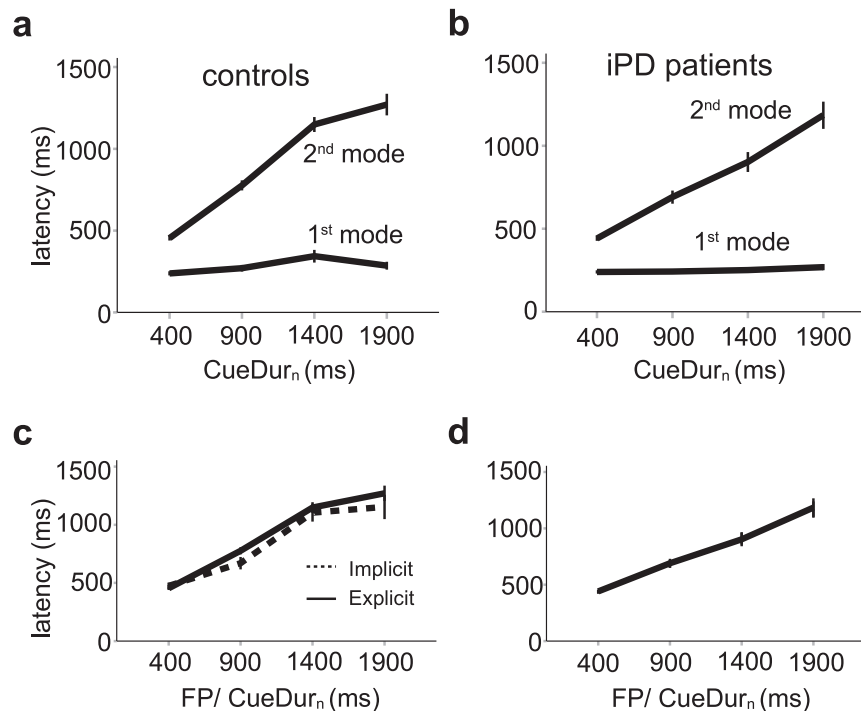 a
controls
latency (ms)
1500
1000
500
0
2nd mode
1st mode
400 900 1400 1900
CueDurn (ms)
b
iPD patients
1500
1000
500
0
2nd mode
1st mode
400 900 1400 1900
CueDurn (ms)
c
latency (ms)
1500
1000
500
0
Implicit
Explicit
400 900 1400 1900
FP/ CueDurn (ms)
d
1500
1000
500
0
400 900 1400 1900
FP/ CueDurn (ms)